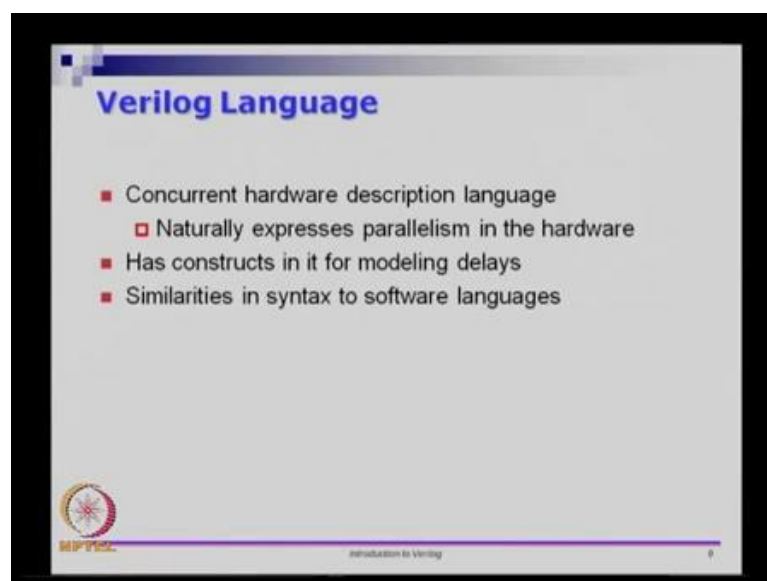 Verilog Language
Concurrent hardware description language
Naturally expresses parallelism in the hardware
Has constructs in it for modeling delays
Similarities in syntax to software languages
NPTEL
Introduction to Verilog